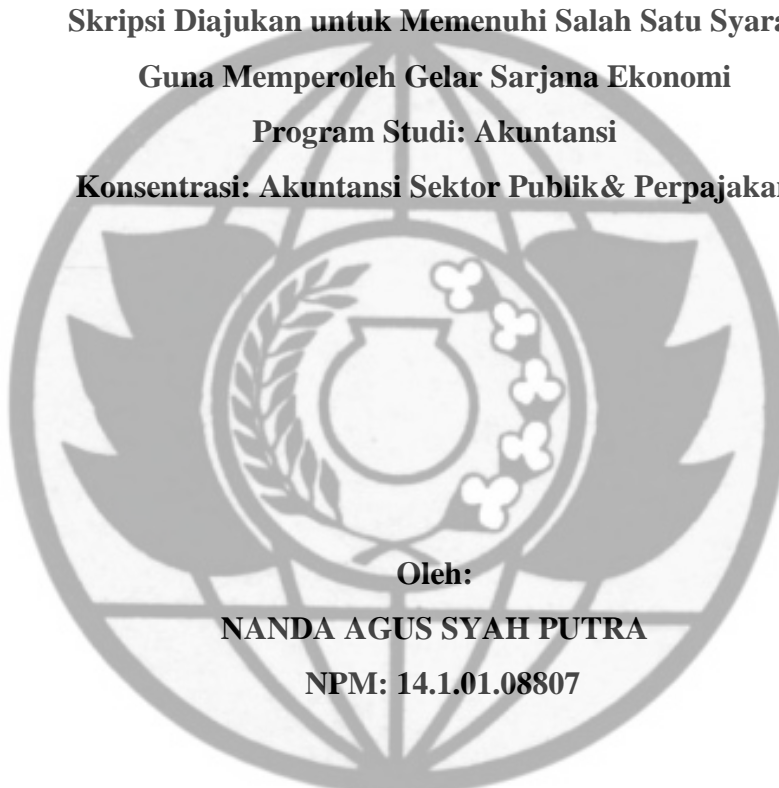 Skripsi Diajukan untuk Memenuhi Salah Satu Syara
Guna Memperoleh Gelar Sarjana Ekonomi
Program Studi: Akuntansi
Konsentrasi: Akuntansi Sektor Publik& Perpajakan
Oleh:
NANDA AGUS SYAH PUTRA
NPM: 14.1.01.08807